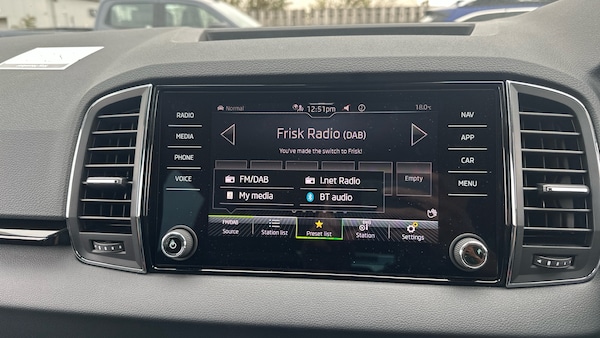 Normal 12:51pm 18.0°C
Frisk Radio (DAB)
You've made the switch to Frisk!
Empty
FM/DAB
I.net Radio
My media
BT audio
FM/DAB
Source
Station list
Preset list
Station
Settings
RADIO
MEDIA
PHONE
VOICE
NAV
APP
CAR
MENU